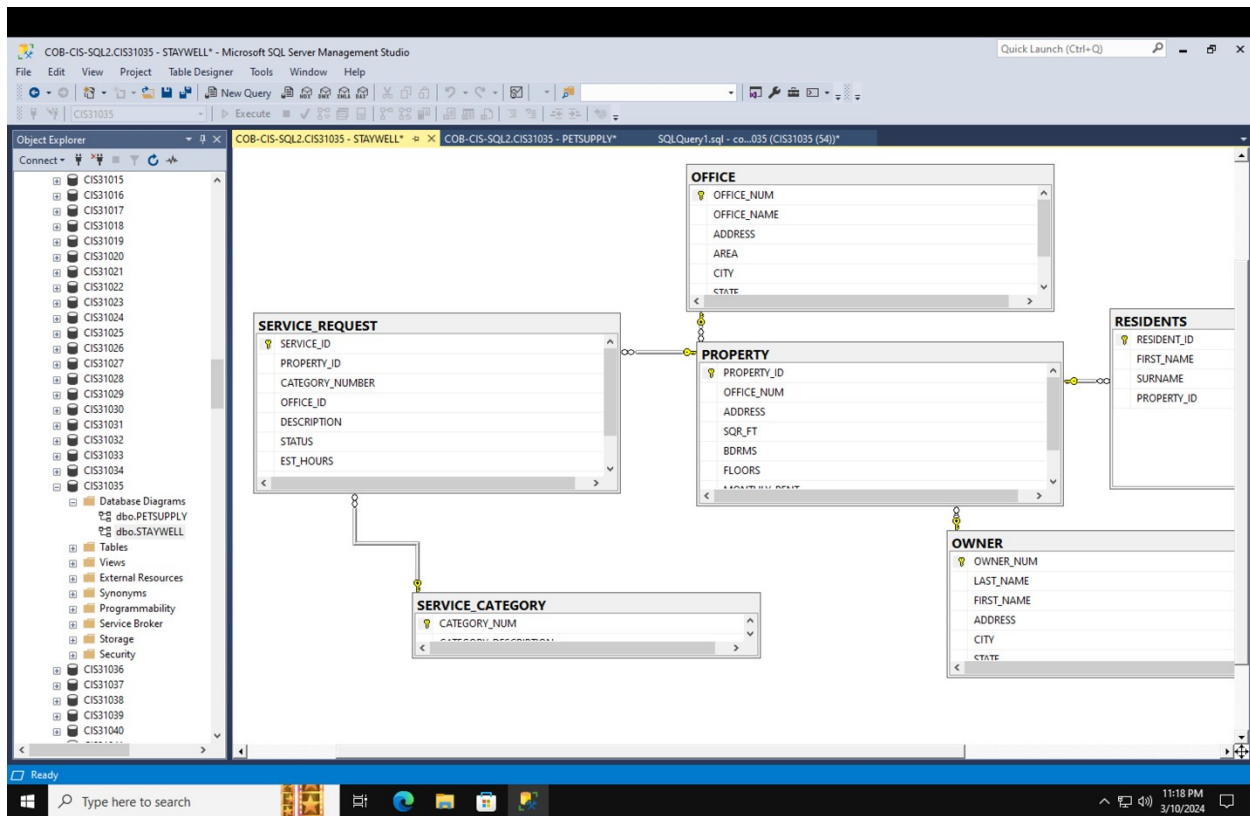 COB-CIS-SQL2.CIS31035 - STAYWELL* - Microsoft SQL Server Management Studio
Quick Launch (Ctrl+Q)
File Edit View Project Table Designer Tools Window Help
New Query
CIS31035
Execute
Object Explorer
COB-CIS-SQL2.CIS31035 - STAYWELL*
COB-CIS-SQL2.CIS31035 - PETSUPPLY*
SQLQuery1.sql - co...035 (CIS31035 (54))*
Connect
CIS31015
CIS31016
CIS31017
CIS31018
CIS31019
CIS31020
CIS31021
CIS31022
CIS31023
CIS31024
CIS31025
CIS31026
CIS31027
CIS31028
CIS31029
CIS31030
CIS31031
CIS31032
CIS31033
CIS31034
CIS31035
Database Diagrams
dbo.PETSUPPLY
dbo.STAYWELL
Tables
Views
External Resources
Synonyms
Programmability
Service Broker
Storage
Security
CIS31036
CIS31037
CIS31038
CIS31039
CIS31040
OFFICE
OFFICE_NUM
OFFICE_NAME
ADDRESS
AREA
CITY
STATE
SERVICE_REQUEST
SERVICE_ID
PROPERTY_ID
CATEGORY_NUMBER
OFFICE_ID
DESCRIPTION
STATUS
EST_HOURS
PROPERTY
PROPERTY_ID
OFFICE_NUM
ADDRESS
SQR_FT
BDRMS
FLOORS
MONTHLY_RENT
RESIDENTS
RESIDENT_ID
FIRST_NAME
SURNAME
PROPERTY_ID
OWNER
OWNER_NUM
LAST_NAME
FIRST_NAME
ADDRESS
CITY
STATE
SERVICE_CATEGORY
CATEGORY_NUM
CATEGORY_DESCRIPTION
Ready
Type here to search
11:18 PM
3/10/2024